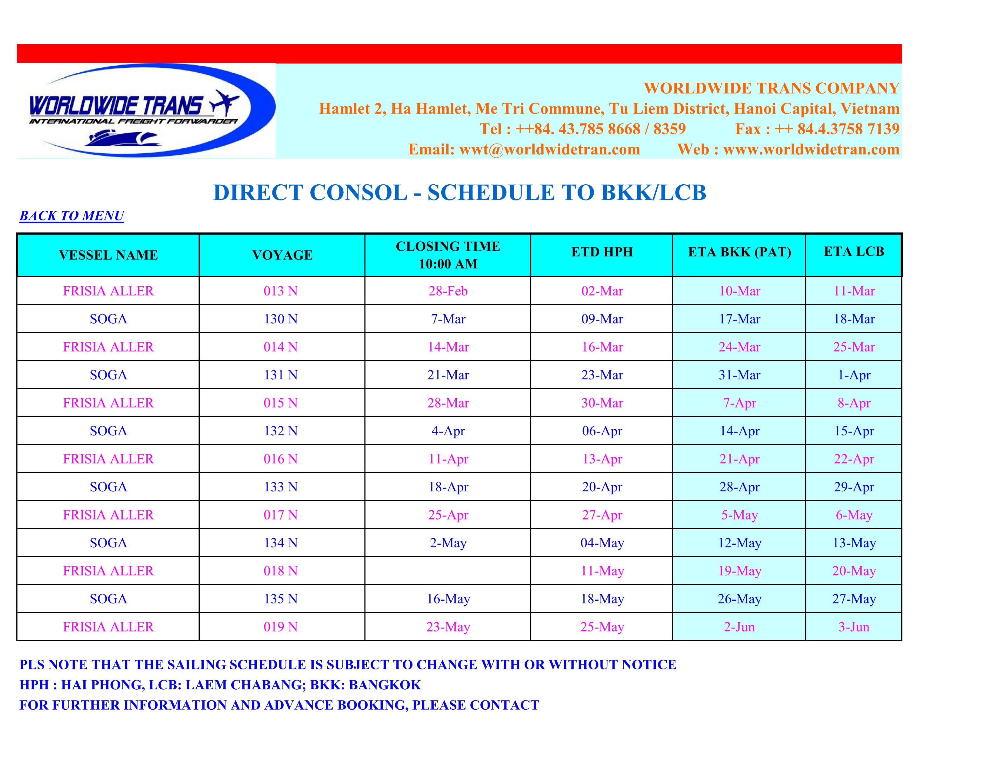 WORLDWIDE TRANS
INTERNATIONAL FREIGHT FORWARDER
WORLDWIDE TRANS COMPANY
Hamlet 2, Ha Hamlet, Me Tri Commune, Tu Liem District, Hanoi Capital, Vietnam
Tel : ++84. 43.785 8668 / 8359 Fax : ++ 84.4.3758 7139
Email: wwt@worldwidetran.com Web : www.worldwidetran.com
DIRECT CONSOL - SCHEDULE TO BKK/LCB
BACK TO MENU
VESSEL NAME VOYAGE CLOSING TIME 10:00 AM ETD HPH ETA BKK (PAT) ETA LCB
FRISIA ALLER 013 N 28-Feb 02-Mar 10-Mar 11-Mar
SOGA 130 N 7-Mar 09-Mar 17-Mar 18-Mar
FRISIA ALLER 014 N 14-Mar 16-Mar 24-Mar 25-Mar
SOGA 131 N 21-Mar 23-Mar 31-Mar 1-Apr
FRISIA ALLER 015 N 28-Mar 30-Mar 7-Apr 8-Apr
SOGA 132 N 4-Apr 06-Apr 14-Apr 15-Apr
FRISIA ALLER 016 N 11-Apr 13-Apr 21-Apr 22-Apr
SOGA 133 N 18-Apr 20-Apr 28-Apr 29-Apr
FRISIA ALLER 017 N 25-Apr 27-Apr 5-May 6-May
SOGA 134 N 2-May 04-May 12-May 13-May
FRISIA ALLER 018 N 11-May 19-May 20-May
SOGA 135 N 16-May 18-May 26-May 27-May
FRISIA ALLER 019 N 23-May 25-May 2-Jun 3-Jun
PLS NOTE THAT THE SAILING SCHEDULE IS SUBJECT TO CHANGE WITH OR WITHOUT NOTICE
HPH : HAI PHONG, LCB: LAEM CHABANG; BKK: BANGKOK
FOR FURTHER INFORMATION AND ADVANCE BOOKING, PLEASE CONTACT